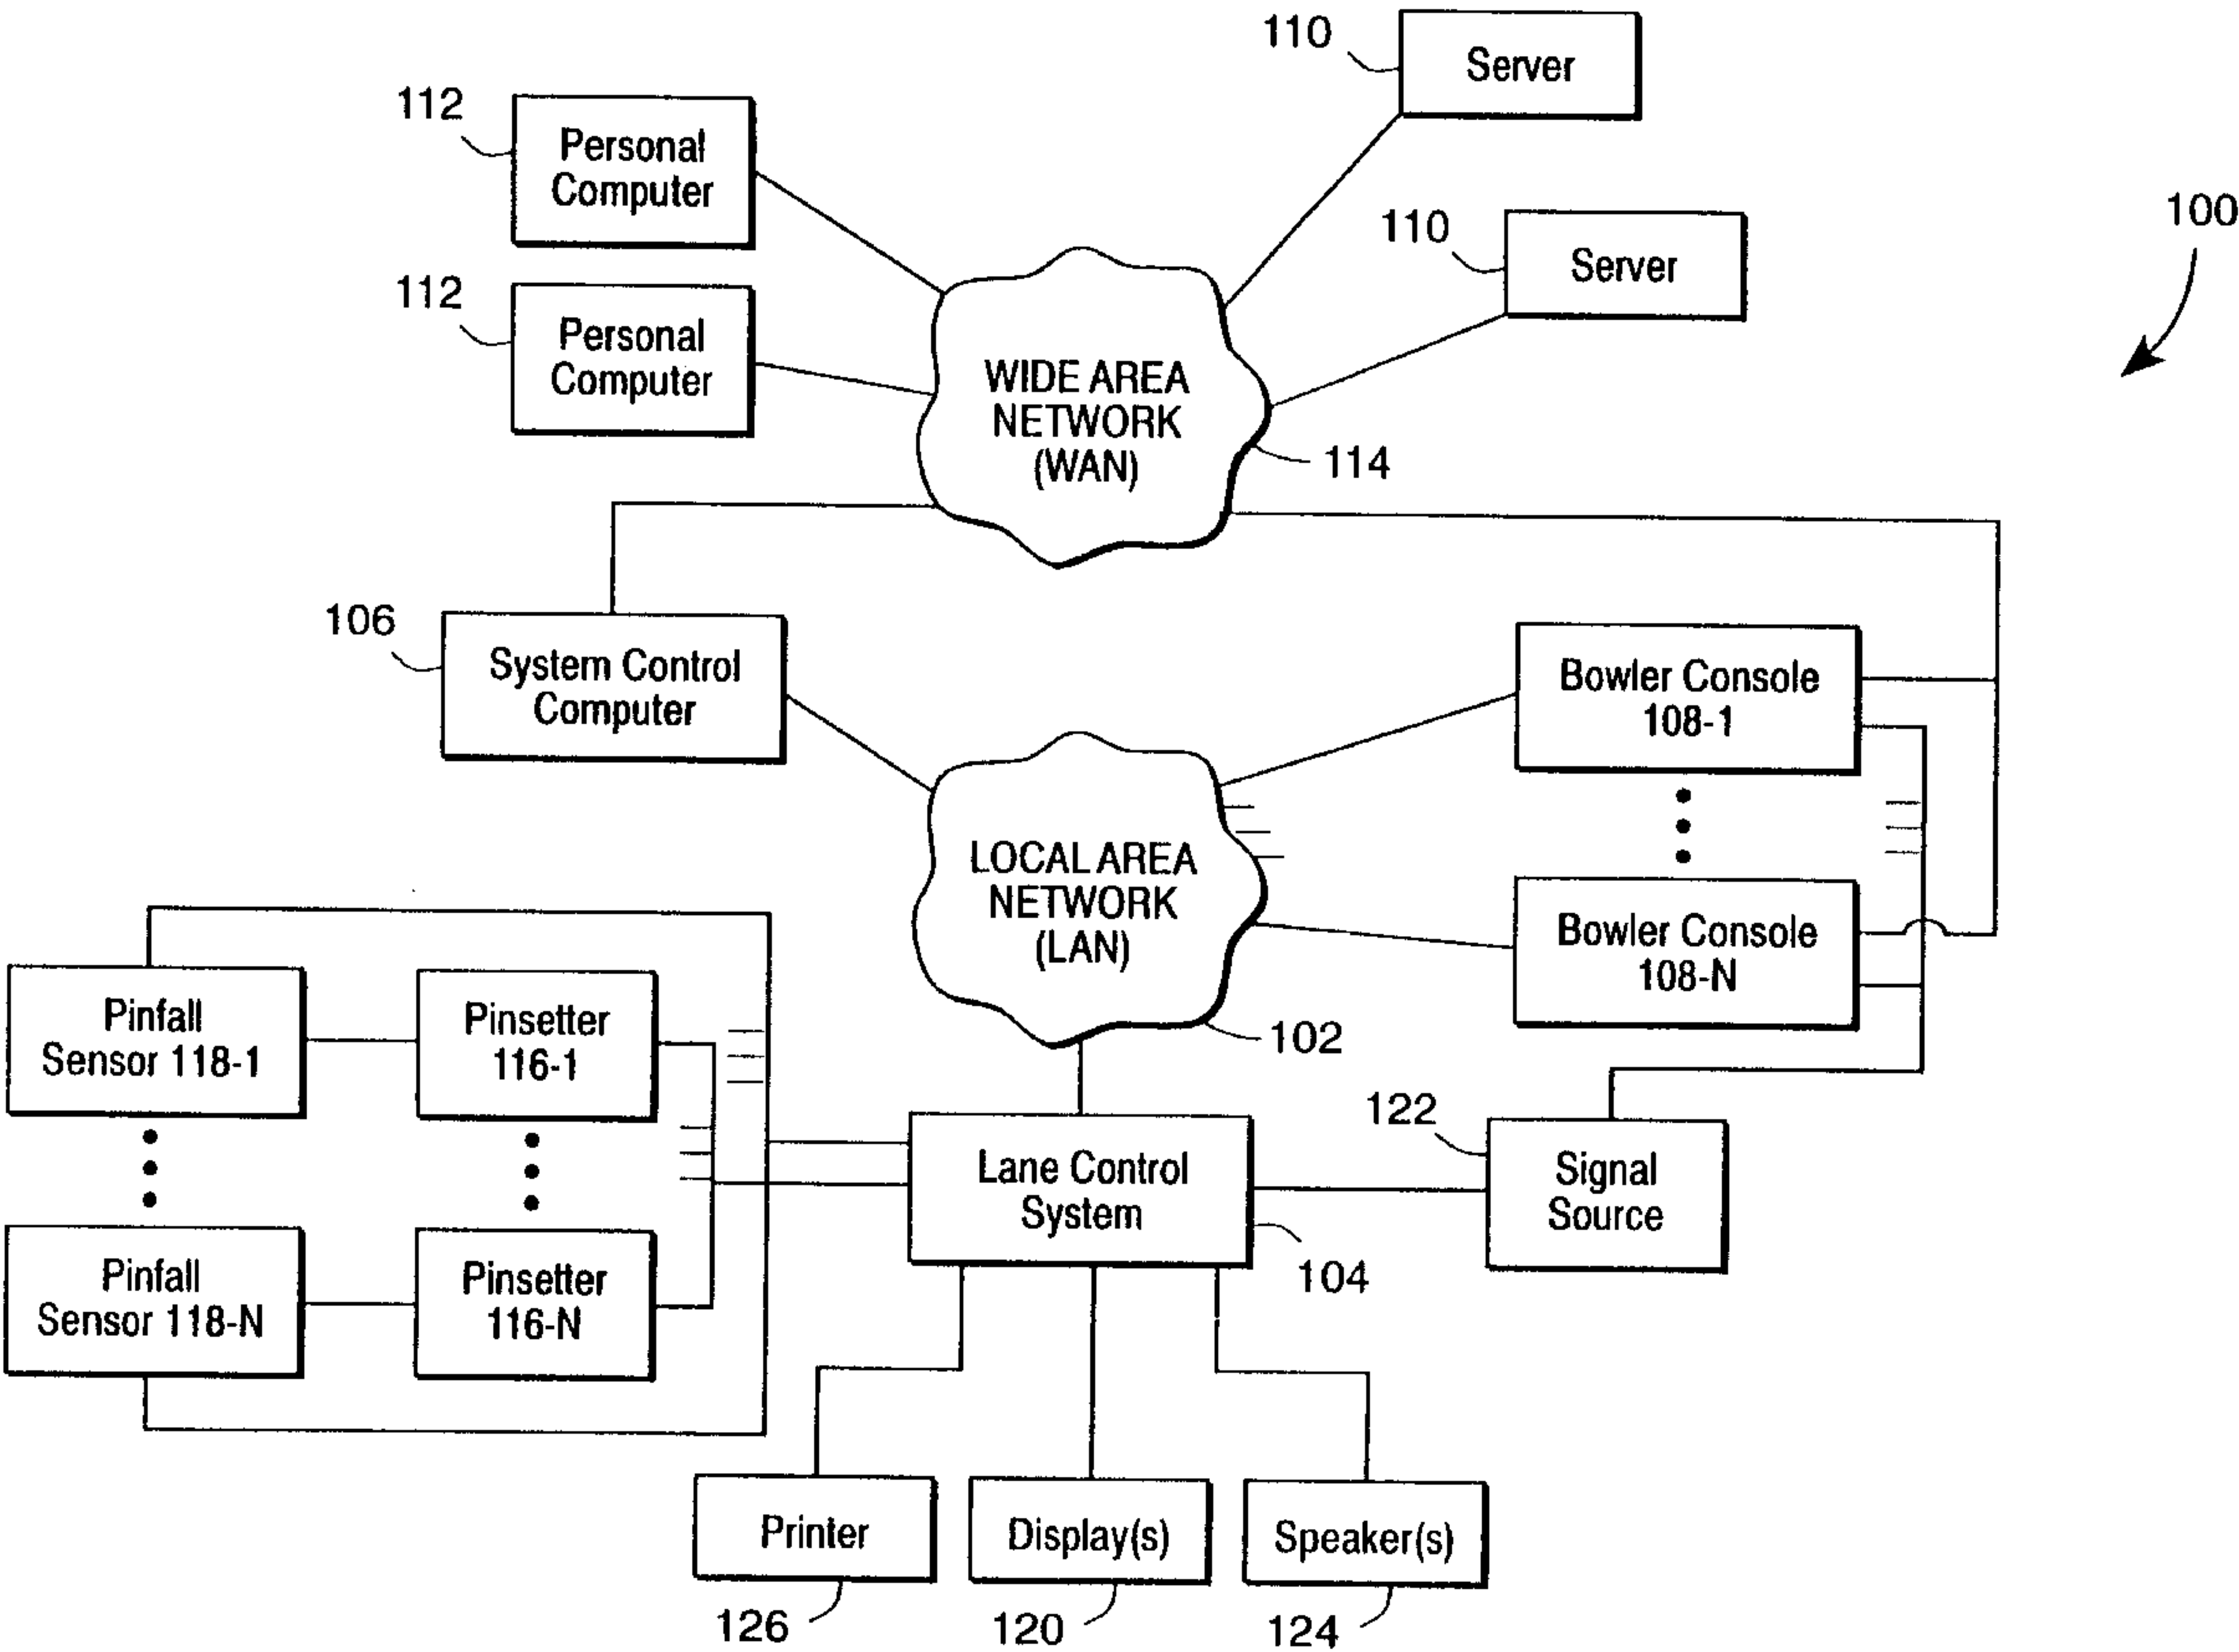 110
Server
112
Personal
Computer
110
Server
100
112
Personal
Computer
WIDE AREA
NETWORK
(WAN)
114
106
System Control
Computer
Bowler Console
108-1
LOCAL AREA
NETWORK
(LAN)
Bowler Console
108-N
102
Pinfall
Sensor 118-1
Pinsetter
116-1
122
Lane Control
System
Signal
Source
104
Pinfall
Sensor 118-N
Pinsetter
116-N
Printer
Display(s)
Speaker(s)
126
120
124